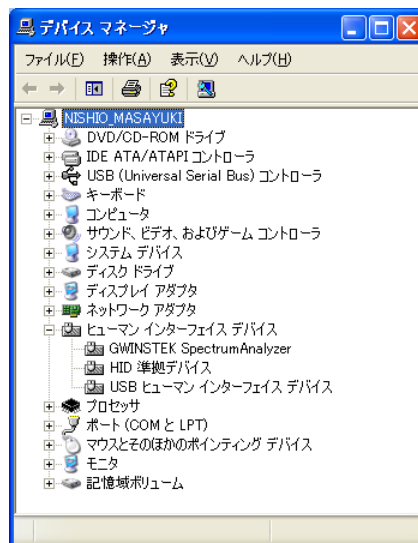 デバイス マネージャ
ファイル(F) 操作(A) 表示(V) ヘルプ(H)
NISHIO_MASAYUKI
DVD/CD-ROM ドライブ
IDE ATA/ATAPI コントローラ
USB (Universal Serial Bus) コントローラ
キーボード
コンピュータ
サウンド、ビデオ、およびゲーム コントローラ
システム デバイス
ディスク ドライブ
ディスプレイ アダプタ
ネットワーク アダプタ
ヒューマン インターフェイス デバイス
GWINSTEK SpectrumAnalyzer
HID 準拠デバイス
USB ヒューマン インターフェイス デバイス
プロセッサ
ポート (COM と LPT)
マウスとそのほかのポインティング デバイス
モニタ
記憶域ボリューム